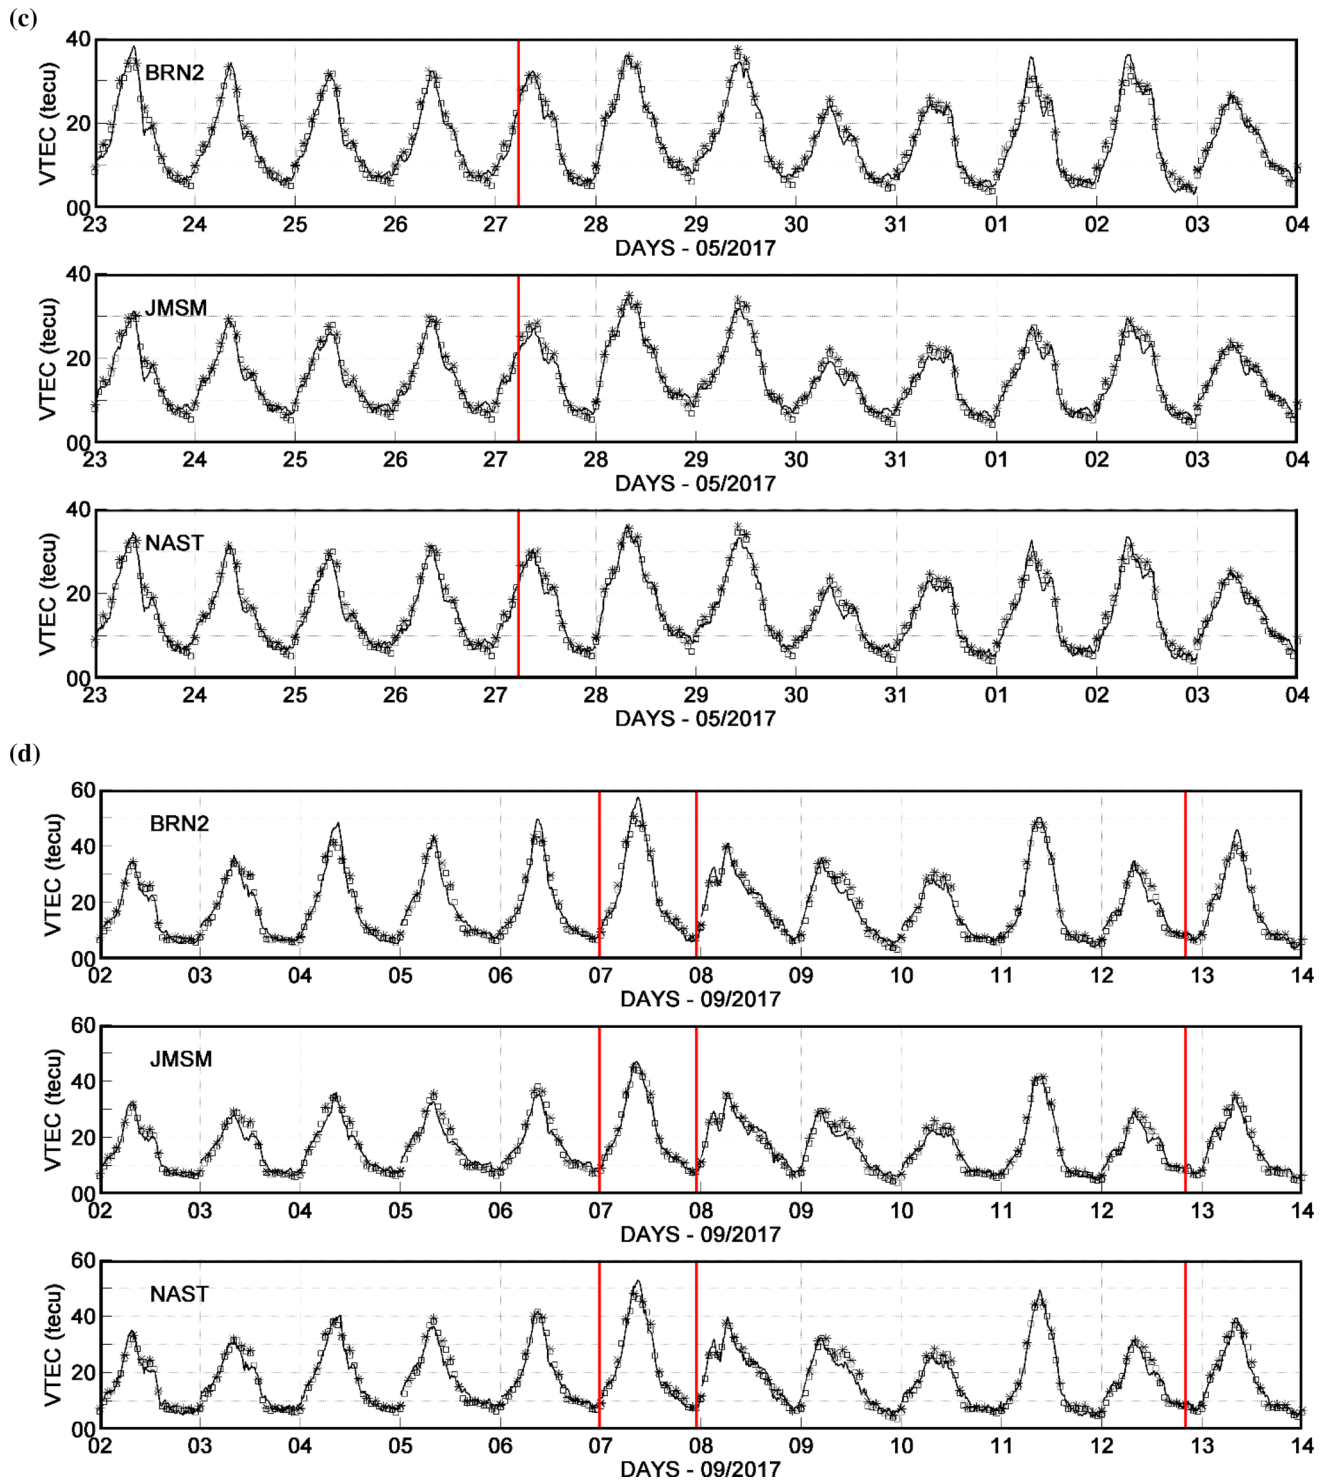 (c)
40
BRN2
VTEC (tecu)
20
00
23 24 25 26 27 28 29 30 31 01 02 03 04
DAYS - 05/2017
40
JMSM
VTEC (tecu)
20
00
23 24 25 26 27 28 29 30 31 01 02 03 04
DAYS - 05/2017
40
NAST
VTEC (tecu)
20
00
23 24 25 26 27 28 29 30 31 01 02 03 04
DAYS - 05/2017
(d)
60
BRN2
40
VTEC (tecu)
20
00
02 03 04 05 06 07 08 09 10 11 12 13 14
DAYS - 09/2017
60
JMSM
40
VTEC (tecu)
20
00
02 03 04 05 06 07 08 09 10 11 12 13 14
DAYS - 09/2017
60
NAST
40
VTEC (tecu)
20
00
02 03 04 05 06 07 08 09 10 11 12 13 14
DAYS - 09/2017